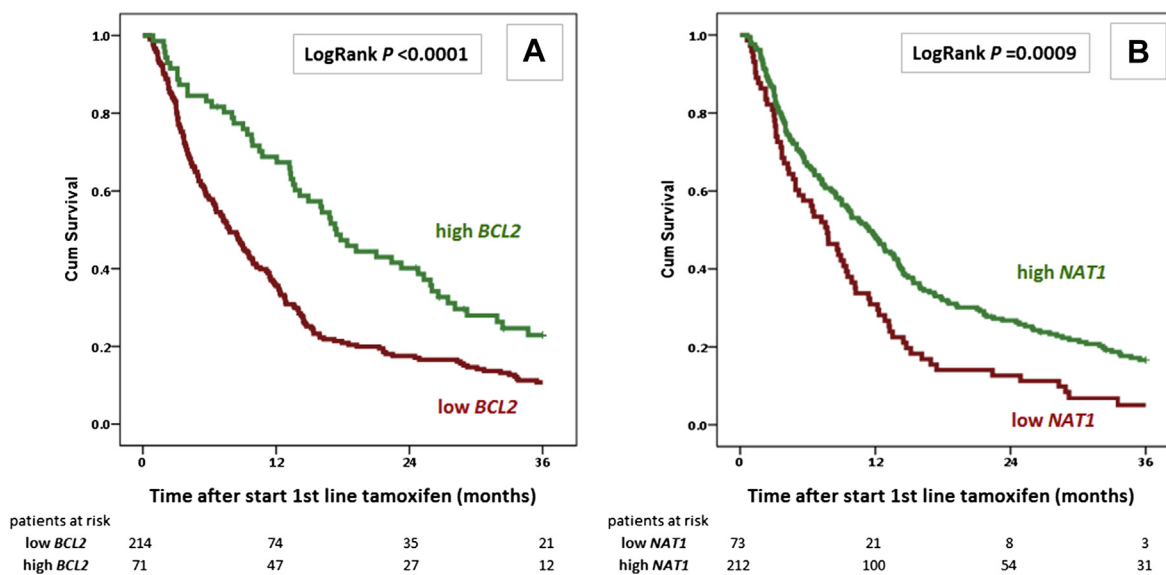 LogRank P <0.0001
A
1.0
0.8
0.6
0.4
0.2
0.0
Cum Survival
high BCL2
low BCL2
0 12 24 36
Time after start 1st line tamoxifen (months)
patients at risk
low BCL2 214 74 35 21
high BCL2 71 47 27 12
LogRank P =0.0009
B
1.0
0.8
0.6
0.4
0.2
0.0
Cum Survival
high NAT1
low NAT1
0 12 24 36
Time after start 1st line tamoxifen (months)
patients at risk
low NAT1 73 21 8 3
high NAT1 212 100 54 31